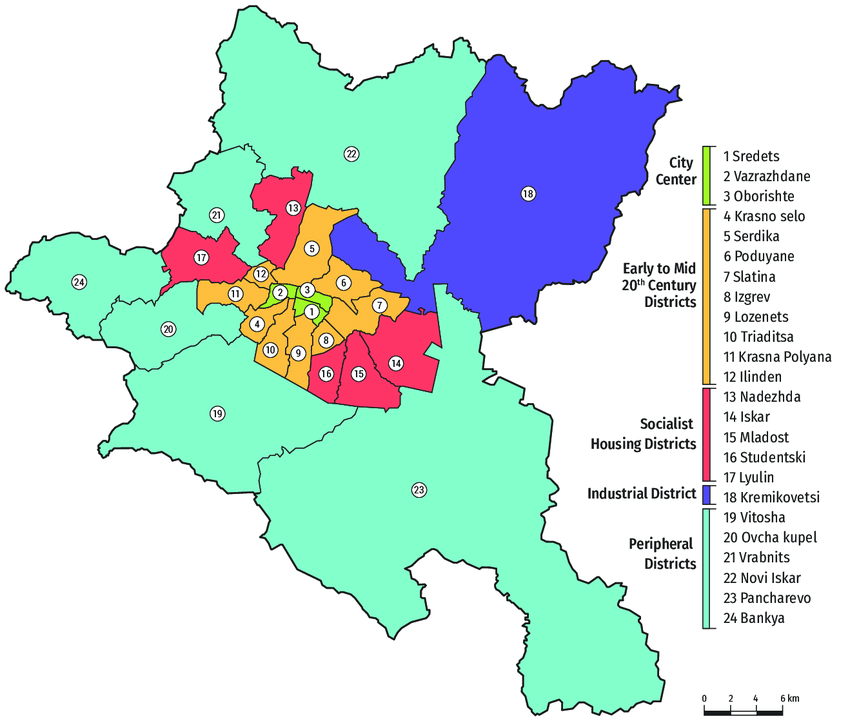 22
18
13
21
5
17
12
24
6
11
2
3
7
1
20
4
8
10
9
14
16
15
19
23
City
Center
1 Sredets
2 Vazrazhdane
3 Oborishte
Early to Mid
20th Century
Districts
4 Krasno selo
5 Serdika
6 Poduyane
7 Slatina
8 Izgrev
9 Lozenets
10 Triaditsa
11 Krasna Polyana
12 Ilinden
Socialist
Housing Districts
13 Nadezhda
14 Iskar
15 Mladost
16 Studentski
17 Lyulin
Industrial District
18 Kremikovetsi
Peripheral
Districts
19 Vitosha
20 Ovcha kupel
21 Vrabnits
22 Novi Iskar
23 Pancharevo
24 Bankya
0 2 4 6 km